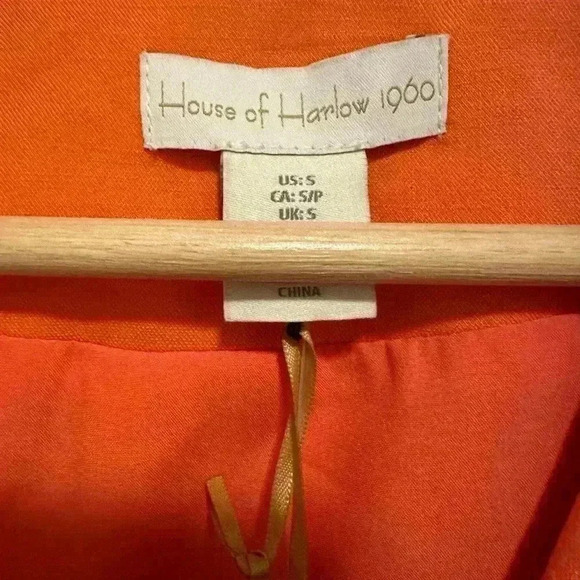 House of Harlow 1960
US: S
CA: S/P
UK: S
CHINA